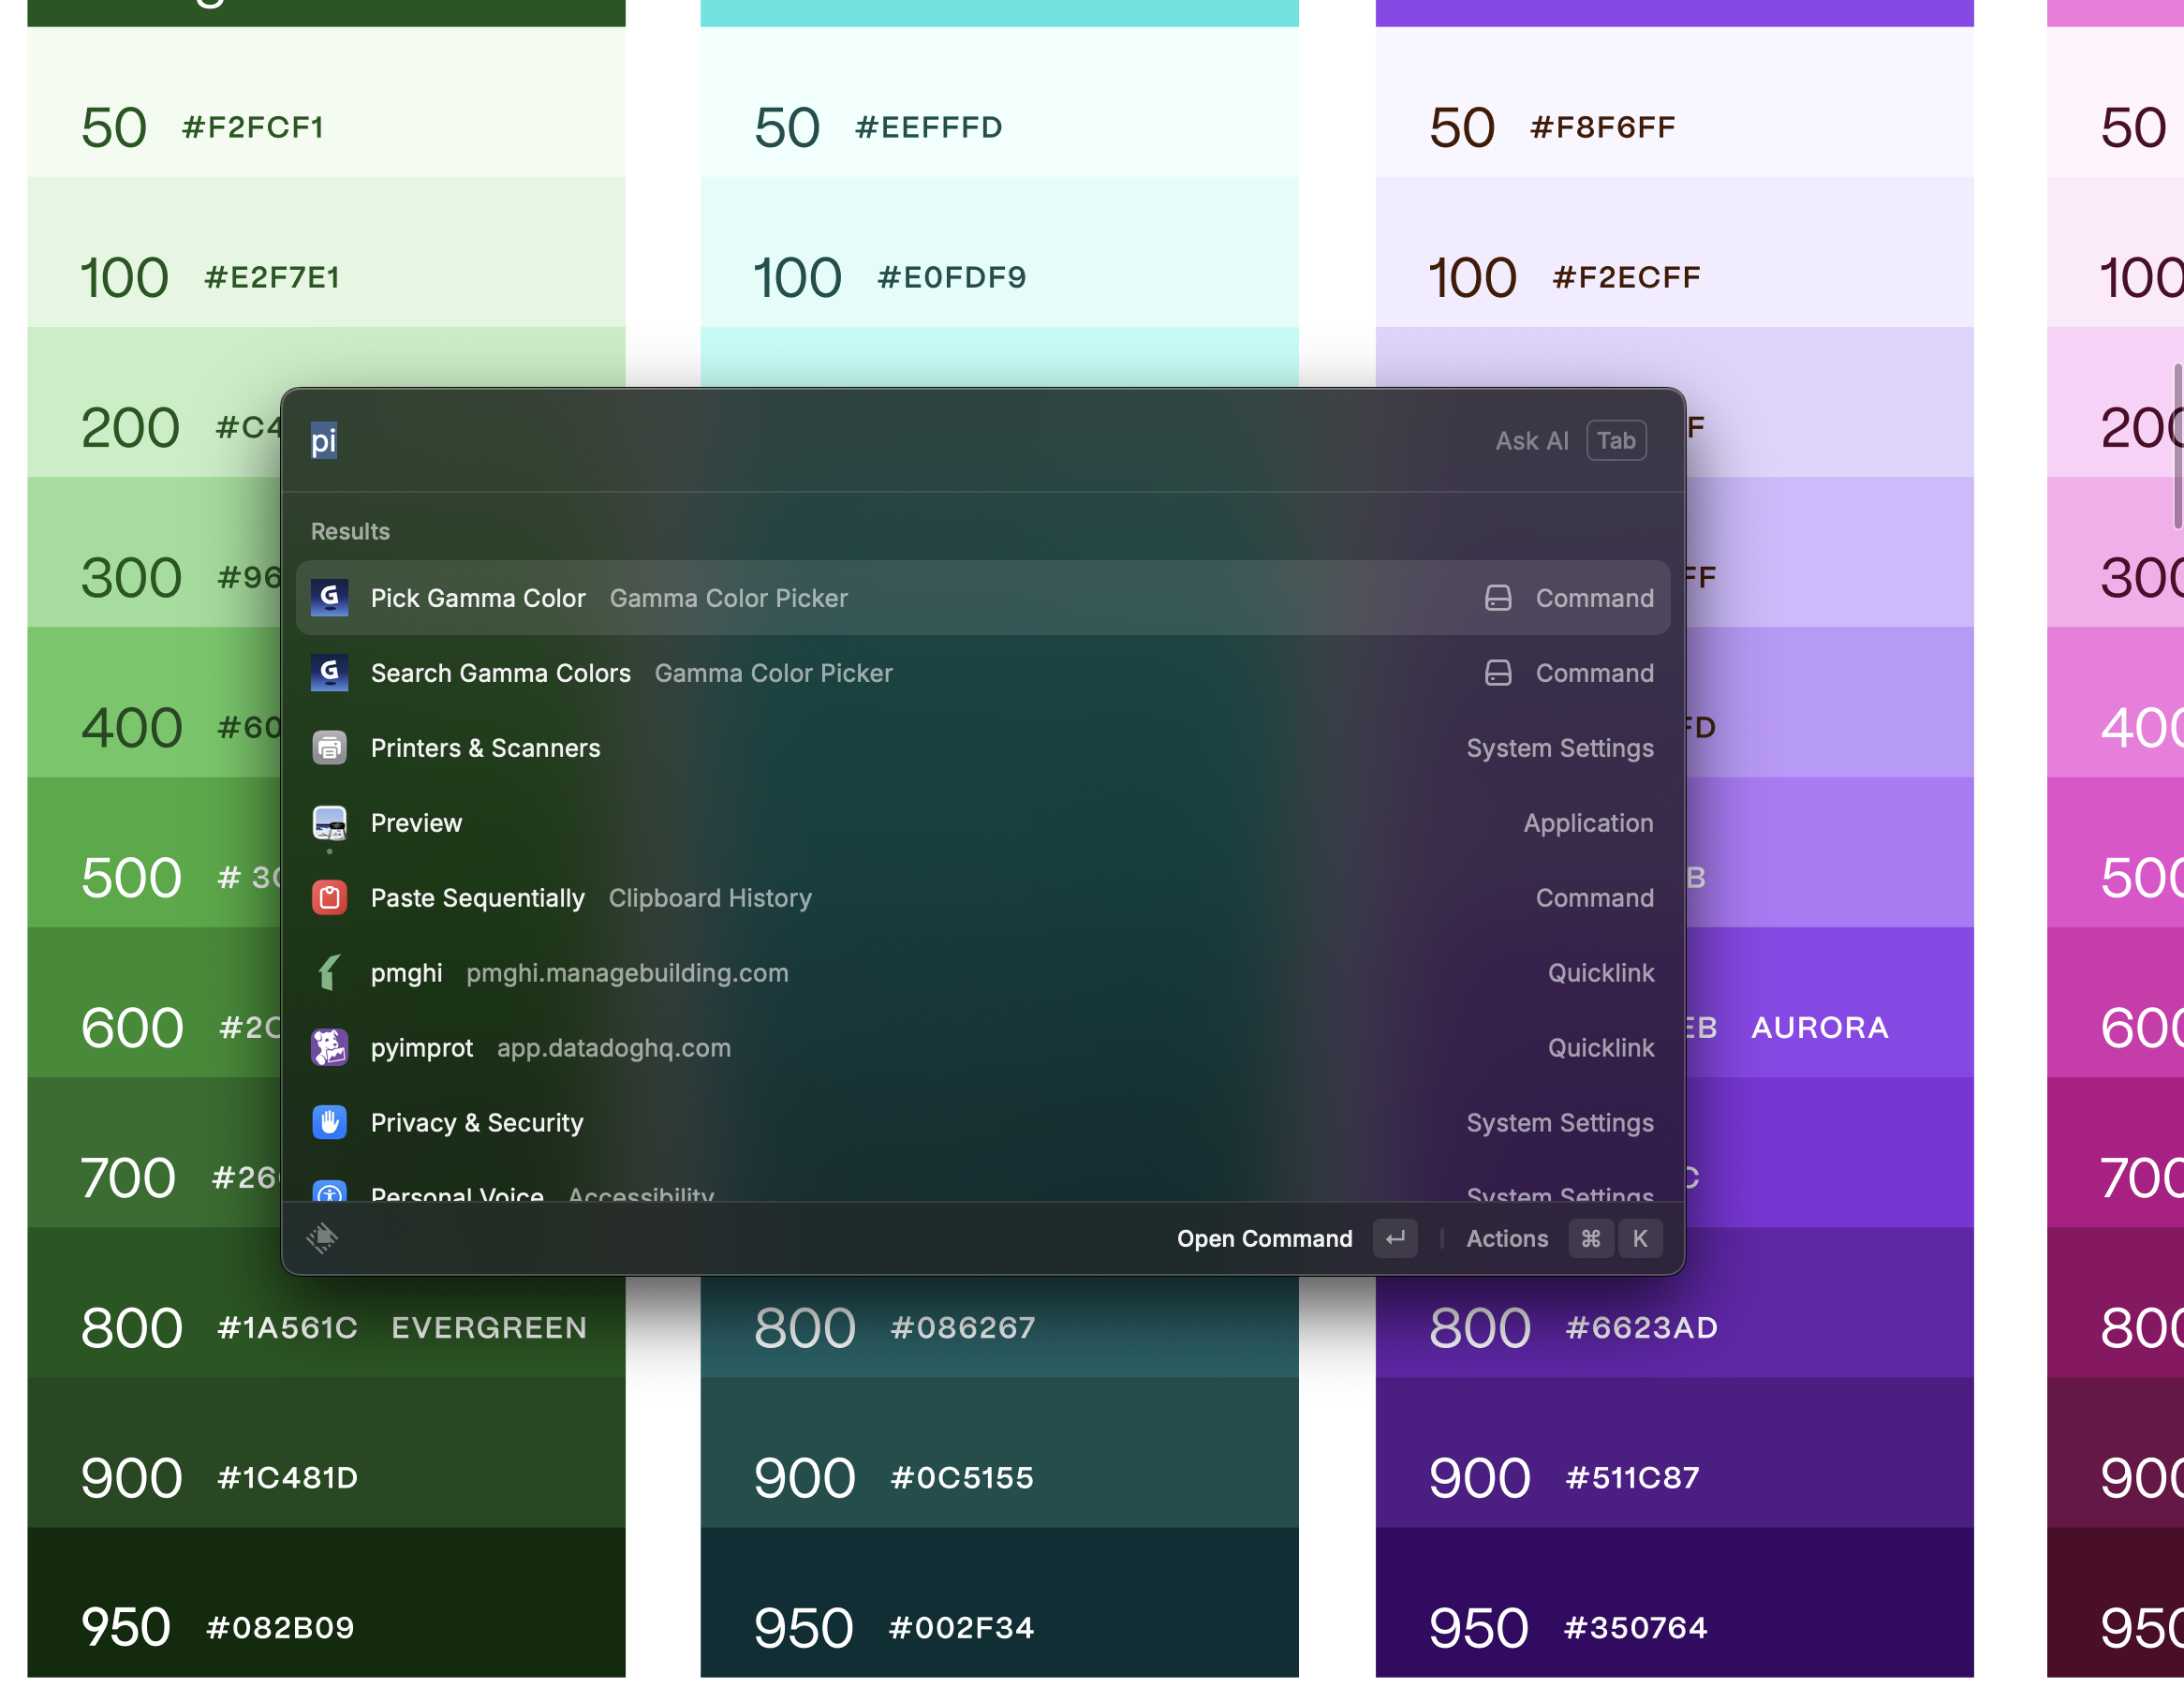 50 #F2FCF1
100 #E2F7E1
200 #C4
300 #96
400 #60
500 # 3
600 #2C
700 #26
800 #1A561C EVERGREEN
900 #1C481D
950 #082B09
50 #EEFFFD
100 #E0FDF9
800 #086267
900 #0C5155
950 #002F34
50 #F8F6FF
100 #F2ECFF
F
FF
FD
B
EB AURORA
C
800 #6623AD
900 #511C87
950 #350764
50
100
200
300
400
500
600
700
800
900
950
pi Ask AI Tab
Results
Pick Gamma Color Gamma Color Picker Command
Search Gamma Colors Gamma Color Picker Command
Printers & Scanners System Settings
Preview Application
Paste Sequentially Clipboard History Command
pmghi pmghi.managebuilding.com Quicklink
pyimprot app.datadoghq.com Quicklink
Privacy & Security System Settings
Personal Voice Accessibility System Settings
Open Command ↵ Actions ⌘ K